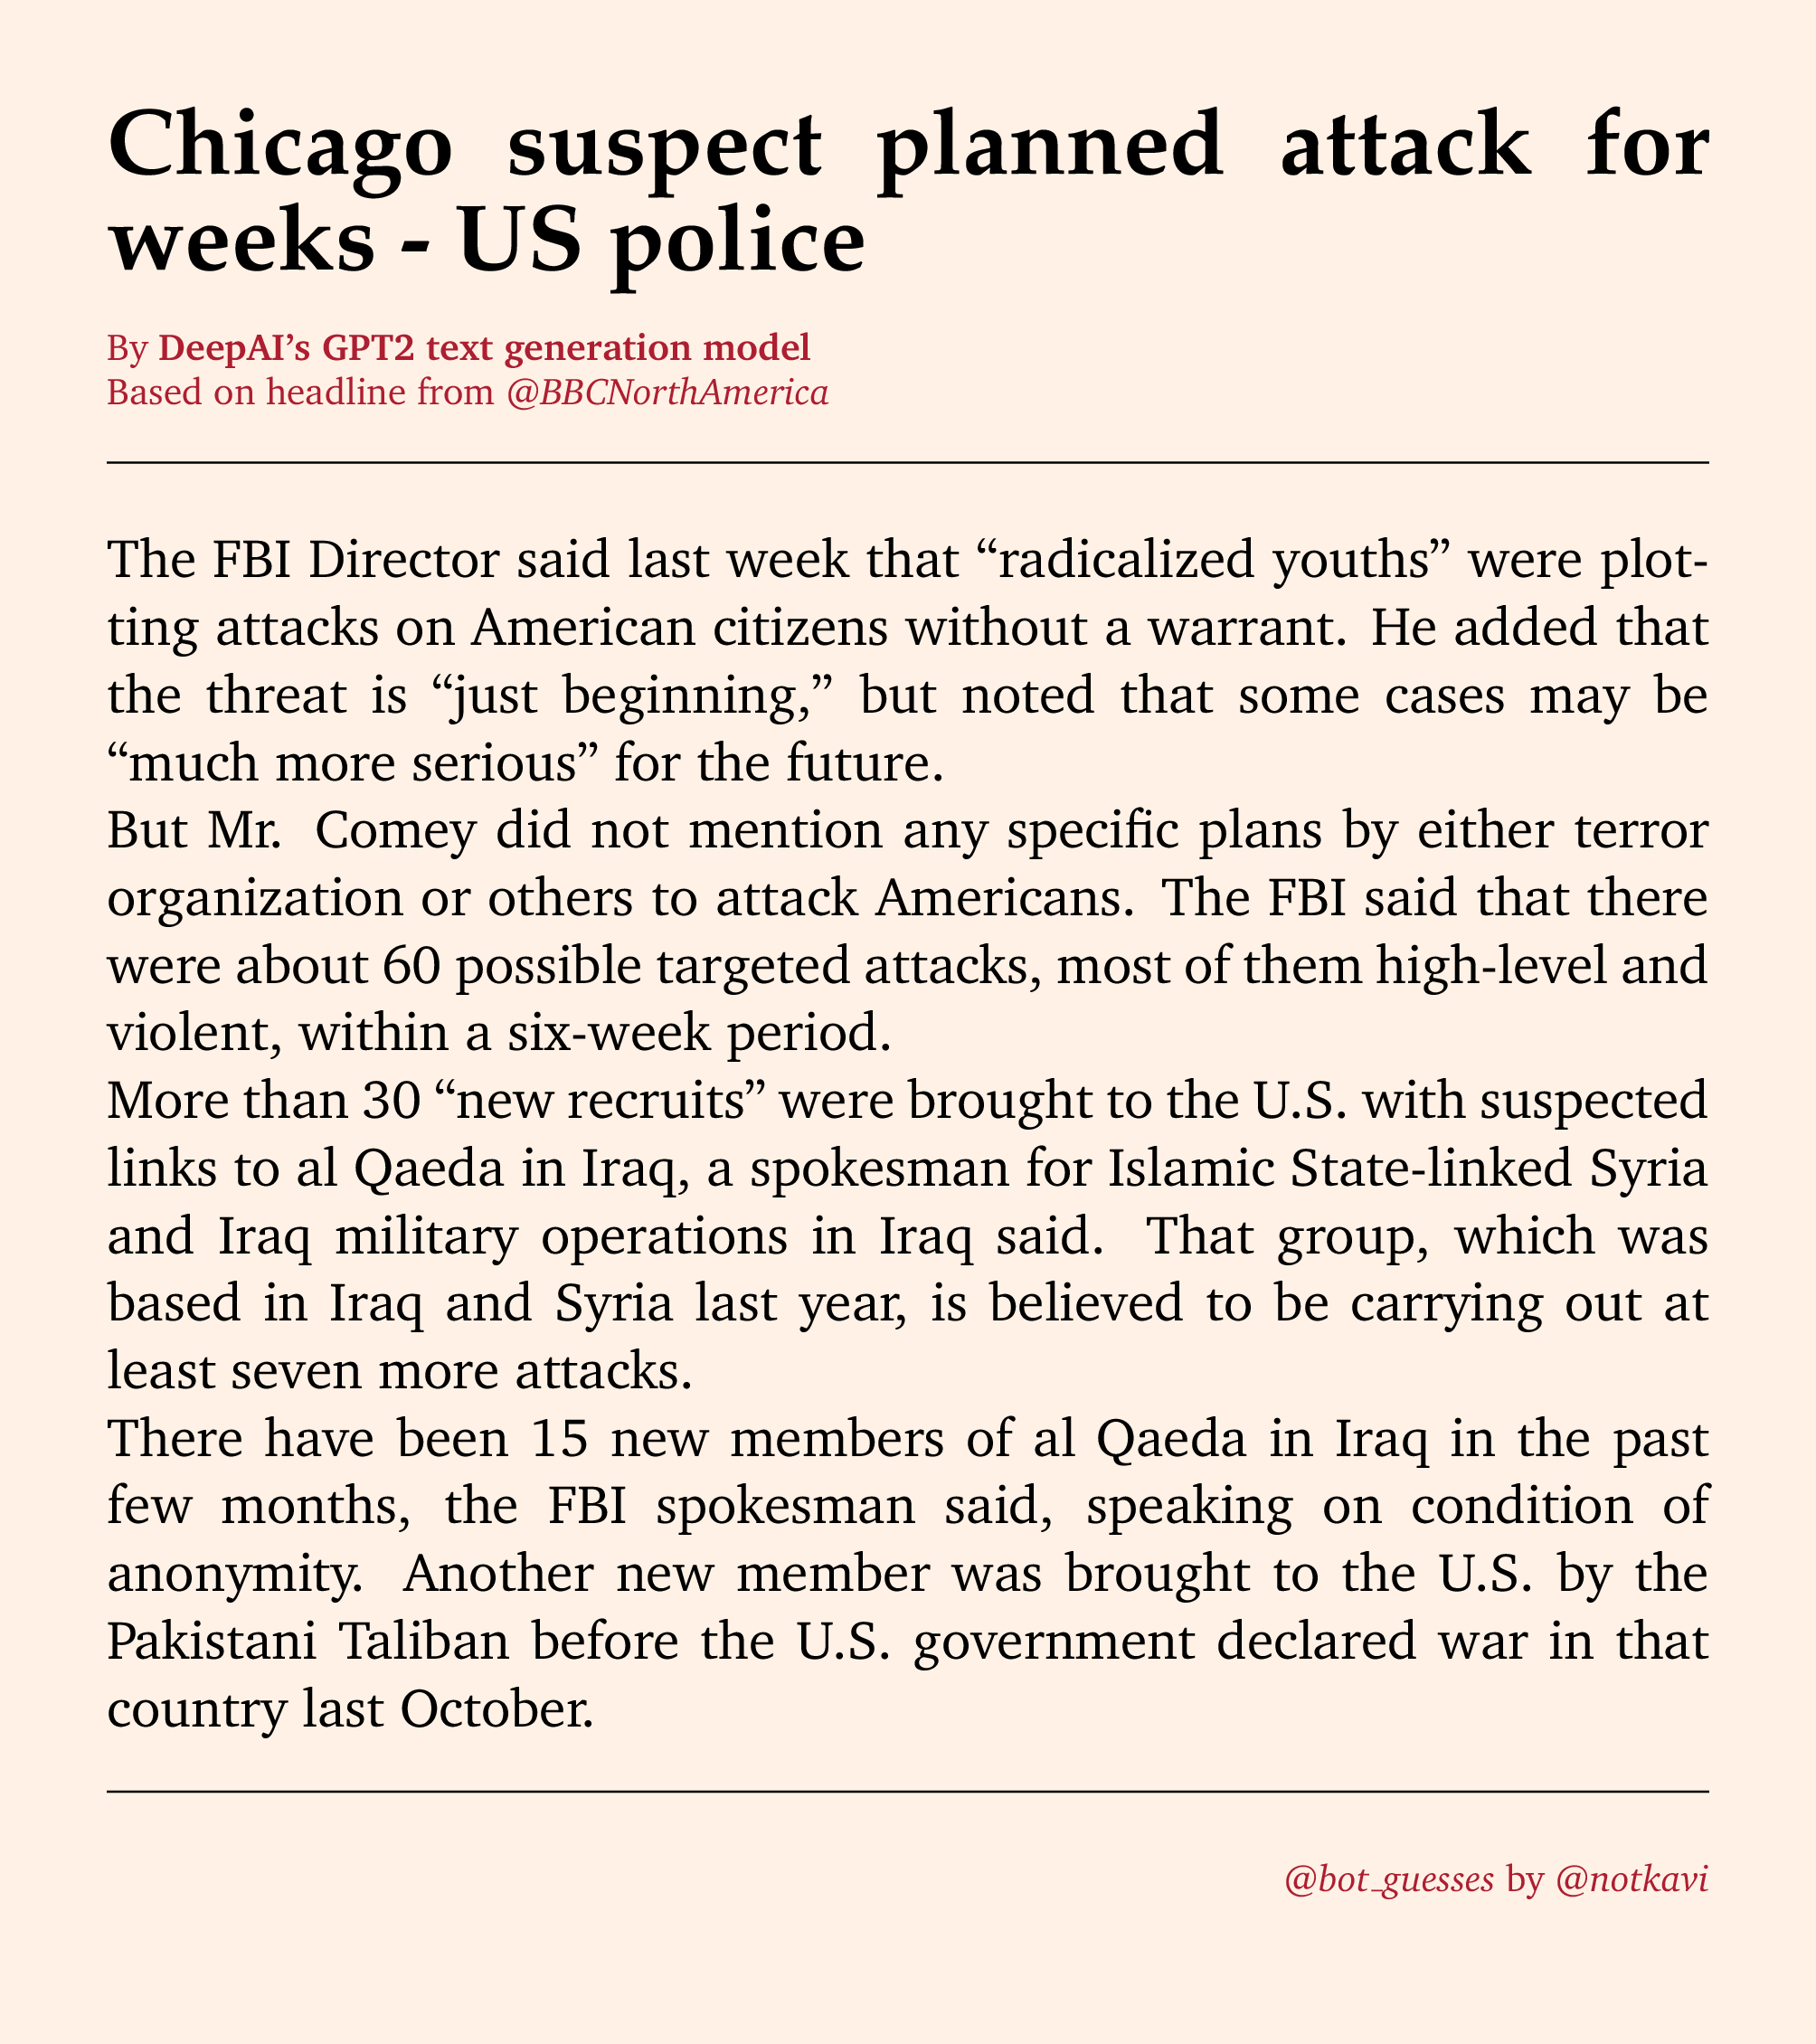 Chicago suspect planned attack for
weeks - US police
By DeepAI’s GPT2 text generation model
Based on headline from @BBCNorthAmerica
The FBI Director said last week that “radicalized youths” were plot-
ting attacks on American citizens without a warrant. He added that
the threat is “just beginning,” but noted that some cases may be
“much more serious” for the future.
But Mr. Comey did not mention any specific plans by either terror
organization or others to attack Americans. The FBI said that there
were about 60 possible targeted attacks, most of them high-level and
violent, within a six-week period.
More than 30 “new recruits” were brought to the U.S. with suspected
links to al Qaeda in Iraq, a spokesman for Islamic State-linked Syria
and Iraq military operations in Iraq said. That group, which was
based in Iraq and Syria last year, is believed to be carrying out at
least seven more attacks.
There have been 15 new members of al Qaeda in Iraq in the past
few months, the FBI spokesman said, speaking on condition of
anonymity. Another new member was brought to the U.S. by the
Pakistani Taliban before the U.S. government declared war in that
country last October.
@bot_guesses by @notkavi